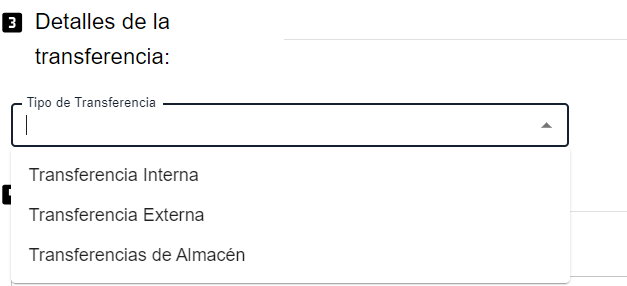 3 Detalles de la
transferencia:
Tipo de Transferencia
Transferencia Interna
Transferencia Externa
Transferencias de Almacén